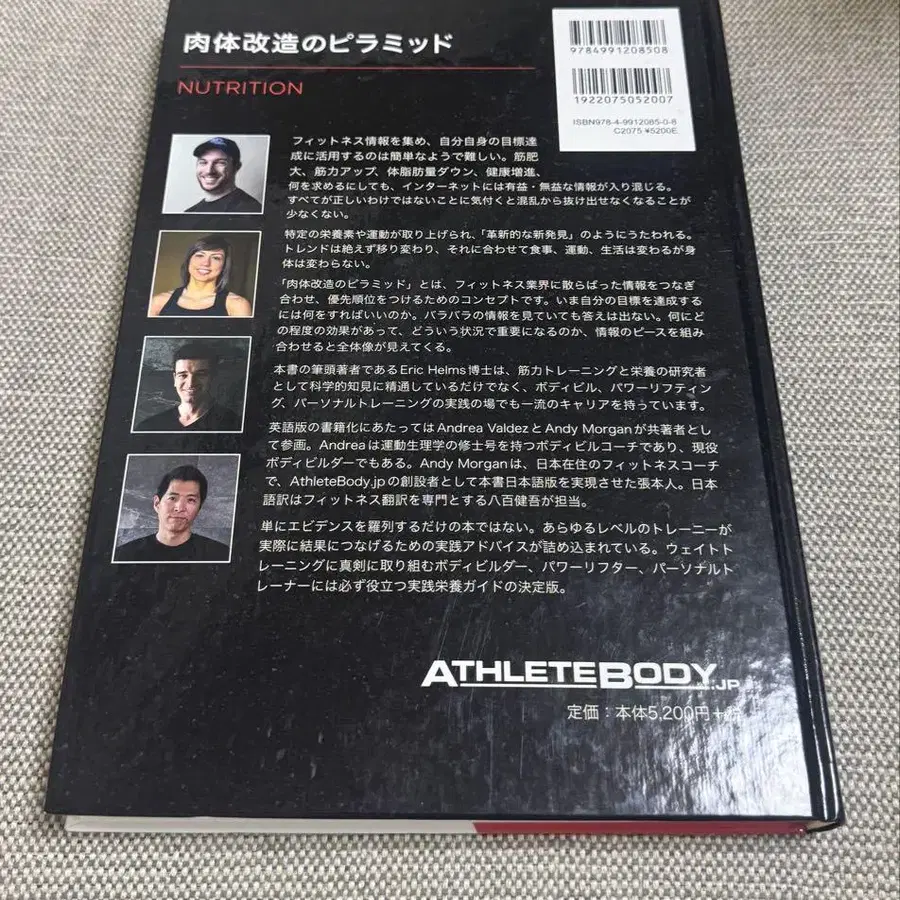 肉体改造のピラミッド
NUTRITION
9784991208508
1922075052007
ISBN978-4-9912085-0-8
C2075 ¥5200E
フィットネス情報を集め、自分自身の目標達
成に活用するのは簡単なようで難しい。筋肥
大、筋力アップ、体脂肪量ダウン、健康増進、
何を求めるにしても、インターネットには有益・無益な情報が入り混じる。
すべてが正しいわけではないことに気付くと混乱から抜け出せなくなることが
少なくない。
特定の栄養素や運動が取り上げられ、「革新的な新発見」のようにうたわれる。
トレンドは絶えず移り変わり、それに合わせて食事、運動、生活は変わるが身
体は変わらない。
「肉体改造のピラミッド」とは、フィットネス業界に散らばった情報をつなぎ
合わせ、優先順位をつけるためのコンセプトです。いま自分の目標を達成する
には何をすればいいのか。バラバラの情報を見ていても答えは出ない。何にど
の程度の効果があって、どういう状況で重要になるのか、情報のピースを組み
合わせると全体像が見えてくる。
本書の筆頭著者であるEric Helms博士は、筋力トレーニングと栄養の研究者
として科学的知見に精通しているだけでなく、ボディビル、パワーリフティン
グ、パーソナルトレーニングの実践の場でも一流のキャリアを持っています。
英語版の書籍化にあたってはAndrea ValdezとAndy Morganが共著者とし
て参画。Andreaは運動生理学の修士号を持つボディビルコーチであり、現役
ボディビルダーでもある。Andy Morganは、日本在住のフィットネスコーチ
で、AthleteBody.jpの創設者として本書日本語版を実現させた張本人。日本
語訳はフィットネス翻訳を専門とする八百健吾が担当。
単にエビデンスを羅列するだけの本ではない。あらゆるレベルのトレーニーが
実際に結果につなげるための実践アドバイスが詰め込まれている。ウェイトト
レーニングに真剣に取り組むボディビルダー、パワーリフター、パーソナルト
レーナーには必ず役立つ実践栄養ガイドの決定版。
ATHLETEBODY.JP
定価：本体5,200円+税